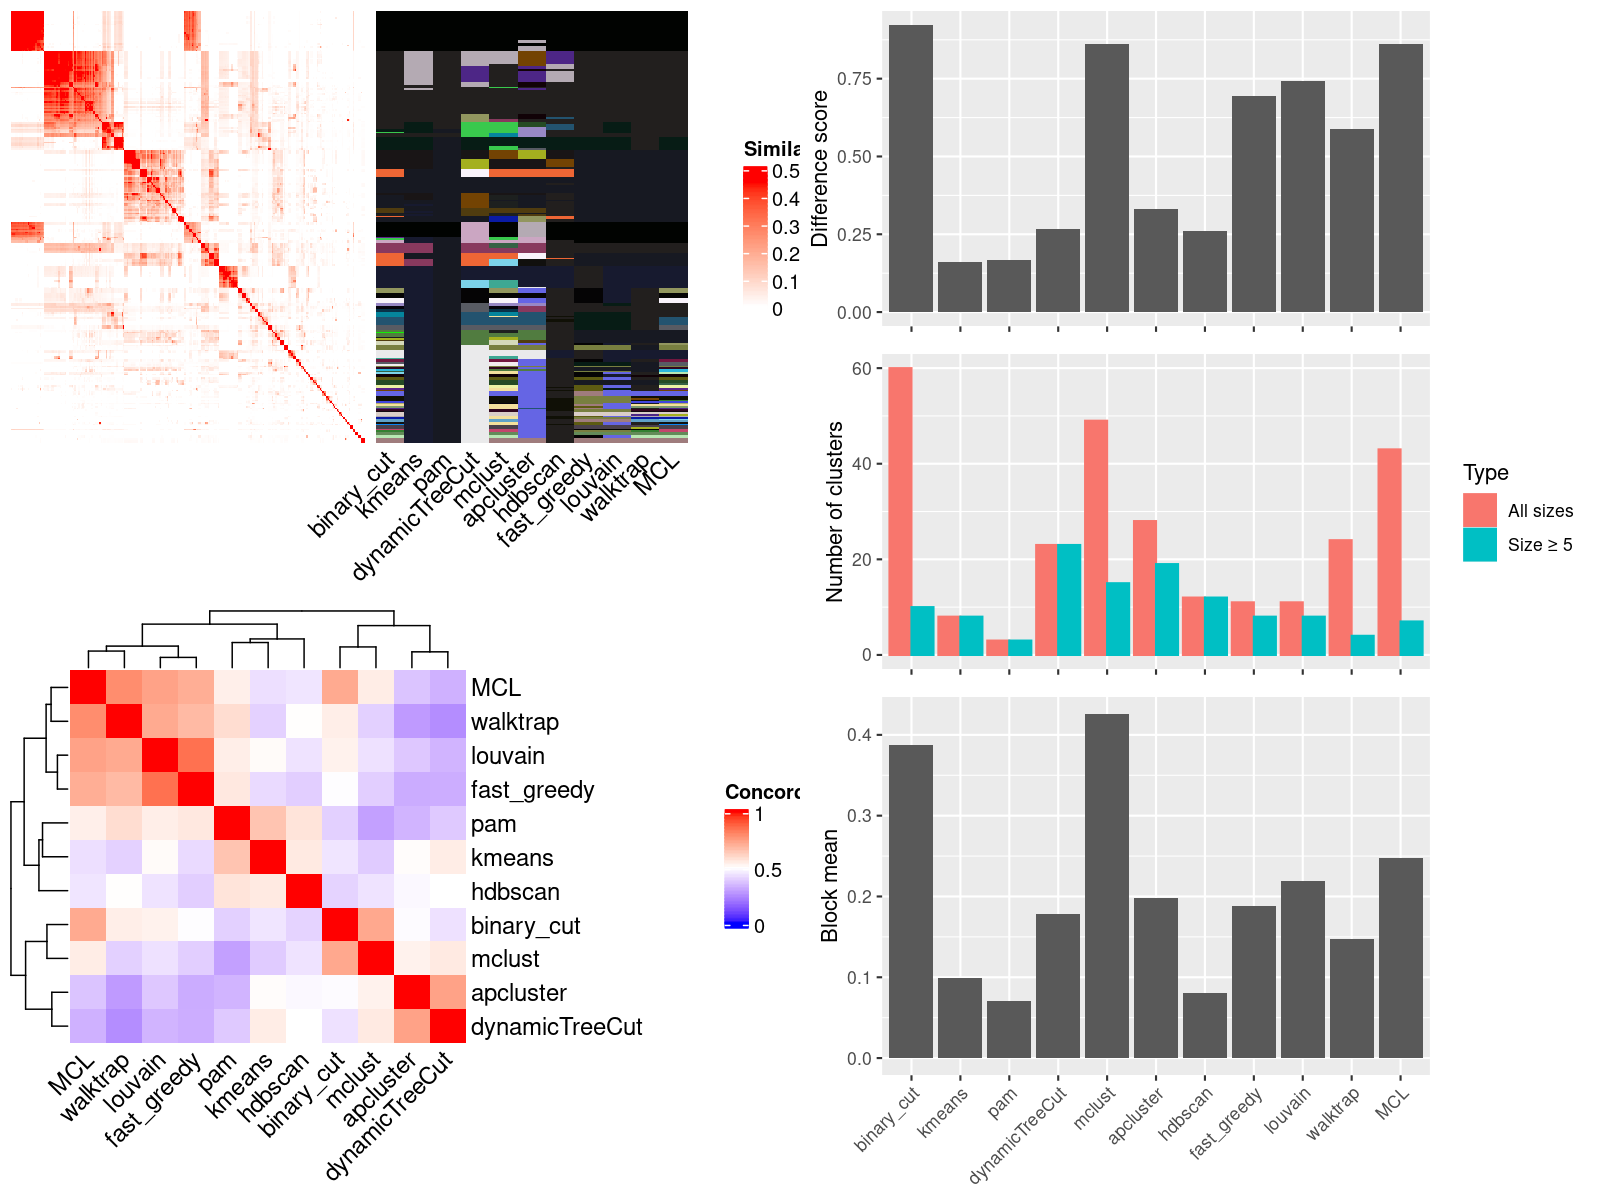 Simila
0.5
0.4
0.3
0.2
0.1
0
binary_cut
kmeans
pam
dynamicTreeCut
mclust
apcluster
hdbscan
fast_greedy
louvain
walktrap
MCL
Difference score
0.75
0.50
0.25
0.00
Number of clusters
60
40
20
0
Type
All sizes
Size ≥ 5
MCL
walktrap
louvain
fast_greedy
pam
kmeans
hdbscan
binary_cut
mclust
apcluster
dynamicTreeCut
MCL
walktrap
louvain
fast_greedy
pam
kmeans
hdbscan
binary_cut
mclust
apcluster
dynamicTreeCut
Concord
1
0.5
0
Block mean
0.4
0.3
0.2
0.1
0.0
binary_cut
kmeans
pam
dynamicTreeCut
mclust
apcluster
hdbscan
fast_greedy
louvain
walktrap
MCL